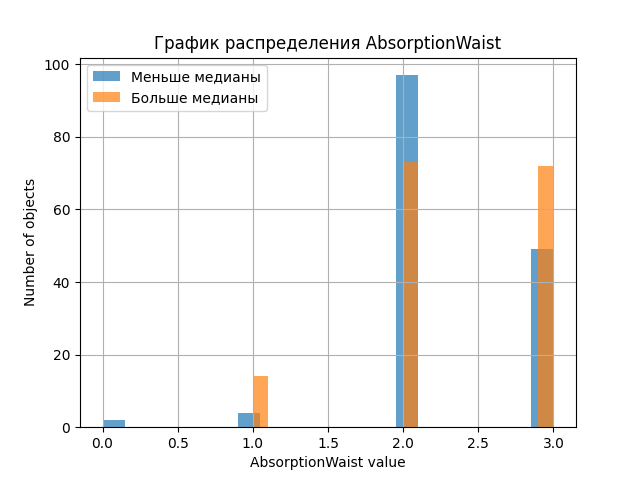 График распределения AbsorptionWaist
Меньше медианы
Больше медианы
100
80
60
40
20
0
Number of objects
0.0 0.5 1.0 1.5 2.0 2.5 3.0
AbsorptionWaist value